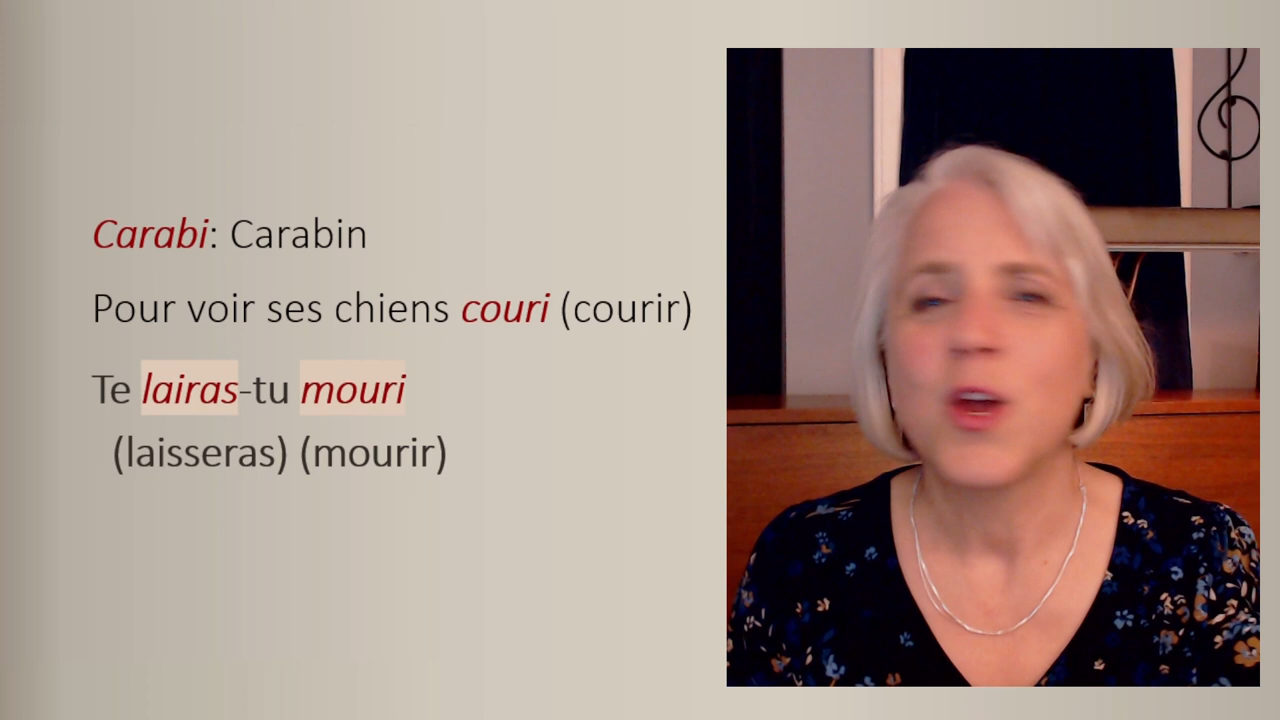 Carabi: Carabin
Pour voir ses chiens couri (courir)
Te lairas-tu mouri
(laisseras) (mourir)